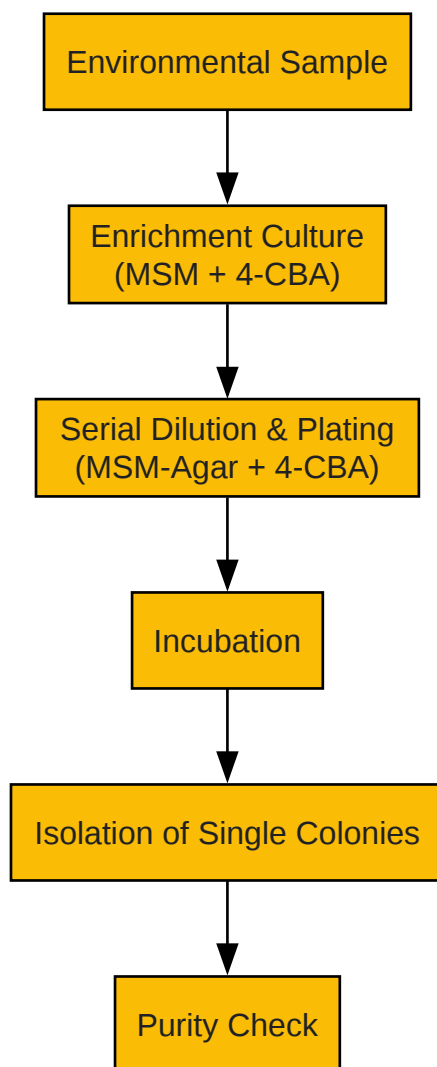 Environmental Sample
Enrichment Culture
(MSM + 4-CBA)
Serial Dilution & Plating
(MSM-Agar + 4-CBA)
Incubation
Isolation of Single Colonies
Purity Check